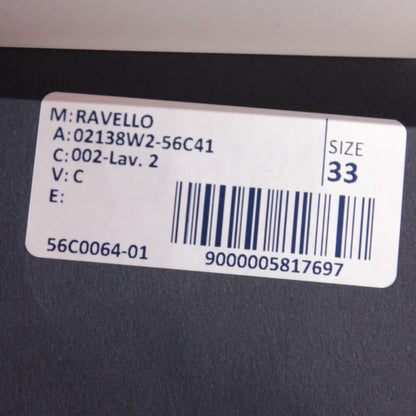 M: RAVELLO
A: 02138W2-56C41
C: 002-Lav. 2
V: C
E:
SIZE
33
56C0064-01
9000005817697